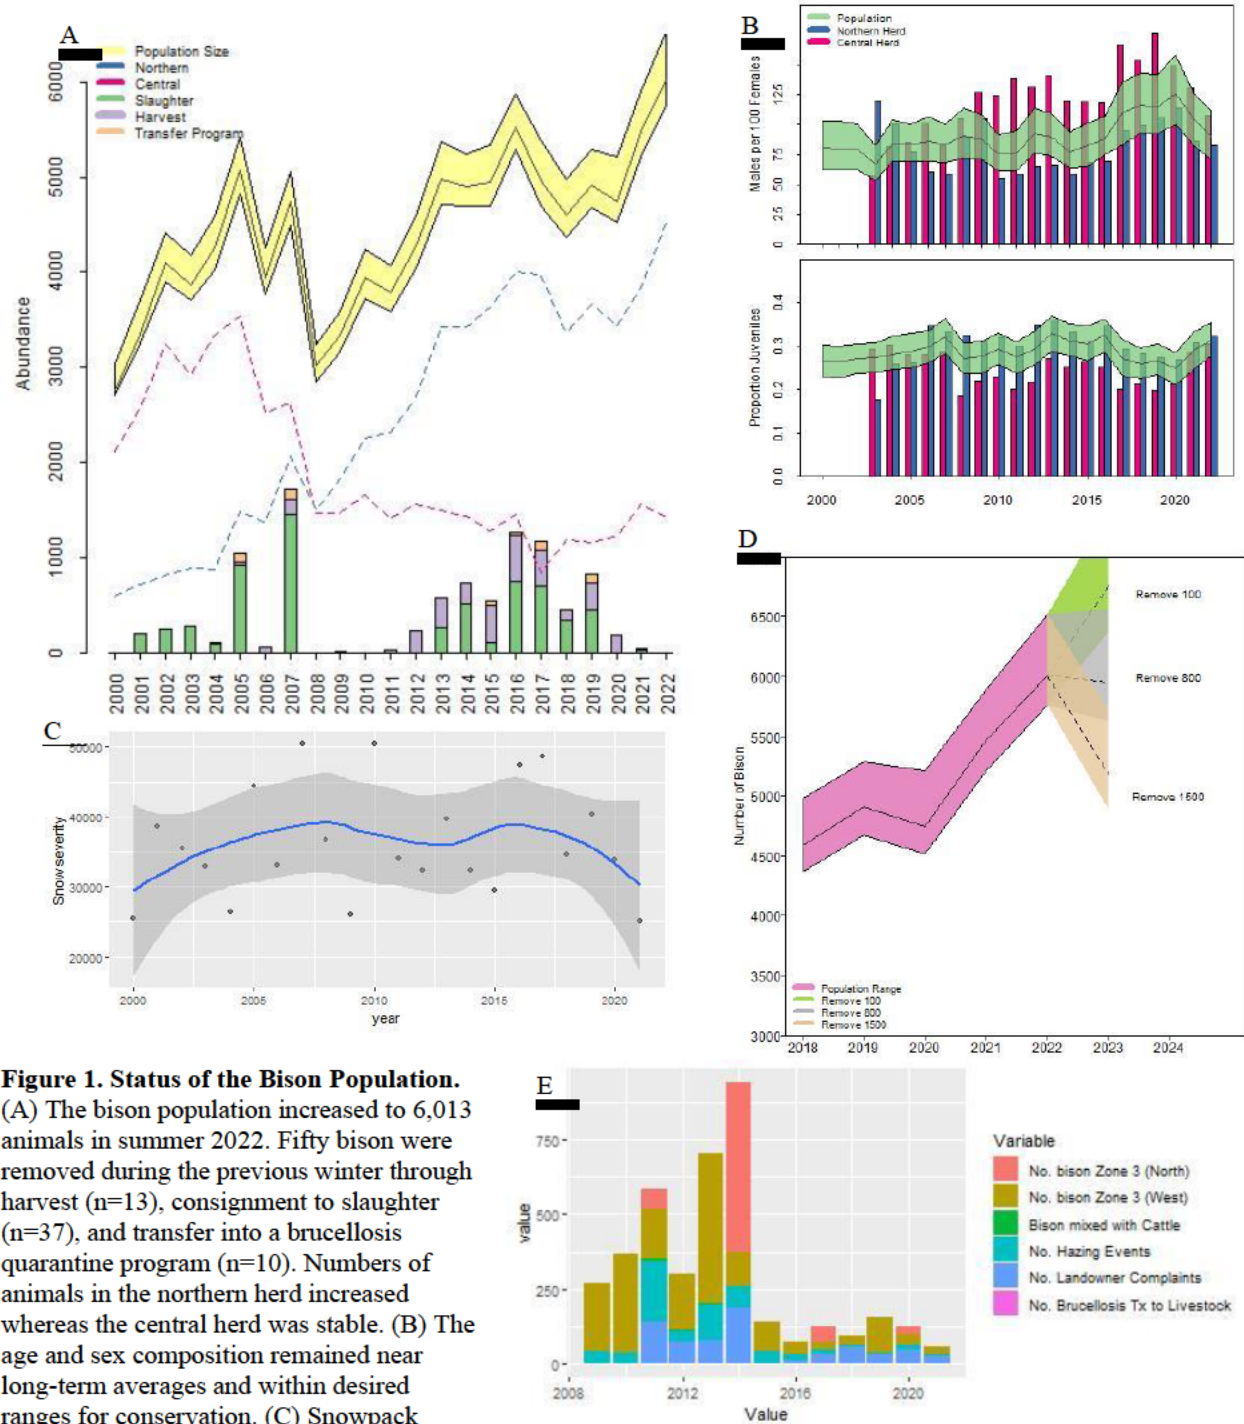 A
Population Size
Northern
Central
Slaughter
Harvest
Transfer Program
Abundance
6000
5000
4000
3000
2000
1000
0
2000 2001 2002 2003 2004 2005 2006 2007 2008 2009 2010 2011 2012 2013 2014 2015 2016 2017 2018 2019 2020 2021 2022
B
Population
Northern Herd
Central Herd
Males per 100 Females
125
75
50
25
0
Proportion Juveniles
0.4
0.3
0.2
0.1
0.0
2000 2005 2010 2015 2020
C
Snow severity
50000
40000
30000
20000
2000 2005 2010 2015 2020
year
D
Number of Bison
6500
6000
5500
5000
4500
4000
3500
3000
Remove 100
Remove 800
Remove 1500
Population Range
Remove 100
Remove 800
Remove 1500
2018 2019 2020 2021 2022 2023 2024
Figure 1. Status of the Bison Population.
(A) The bison population increased to 6,013
animals in summer 2022. Fifty bison were
removed during the previous winter through
harvest (n=13), consignment to slaughter
(n=37), and transfer into a brucellosis
quarantine program (n=10). Numbers of
animals in the northern herd increased
whereas the central herd was stable. (B) The
age and sex composition remained near
long-term averages and within desired
ranges for conservation. (C) Snowpack
E
value
750
500
250
0
2008 2012 2016 2020
Value
Variable
No. bison Zone 3 (North)
No. bison Zone 3 (West)
Bison mixed with Cattle
No. Hazing Events
No. Landowner Complaints
No. Brucellosis Tx to Livestock